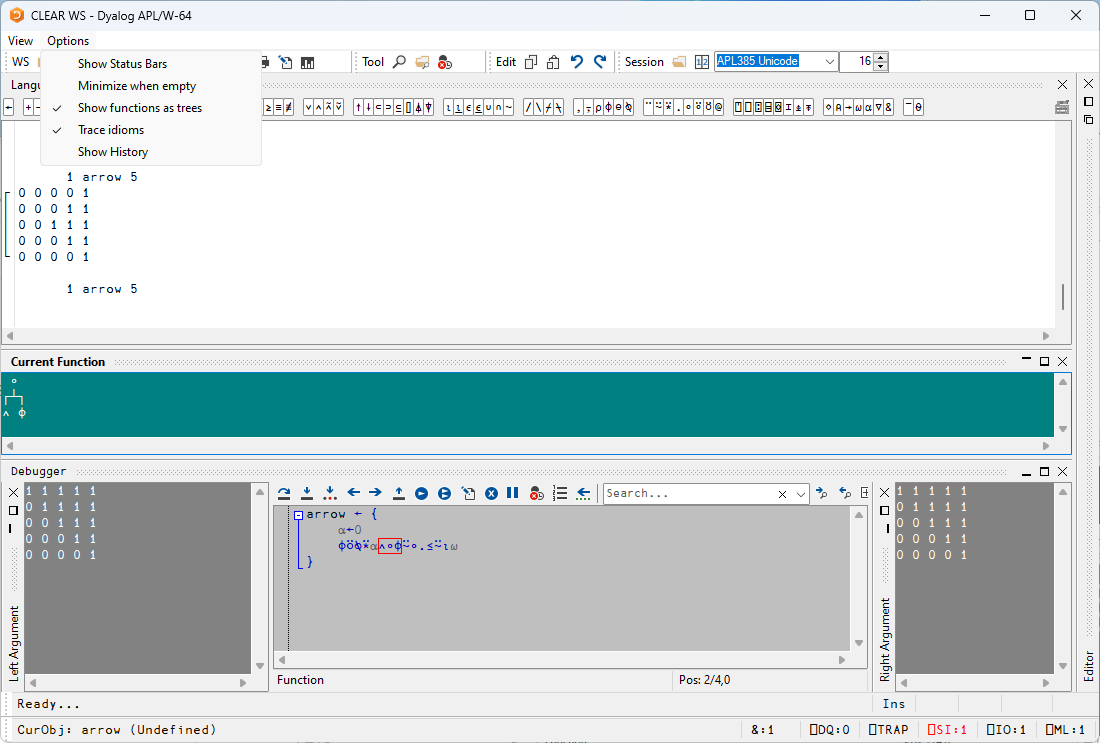 CLEAR WS - Dyalog APL/W-64
View Options
WS Tool Edit Session APL385 Unicode 16
Show Status Bars
Minimize when empty
✓ Show functions as trees
✓ Trace idioms
Show History
Langu
← +- ≥≡≢ ∨∧⍲⍱ ↑↓⊂⊃⊆⌷⍋⍒ ⍳⍸∊⍷∪∩~ /\⌿⍀ ,⍪⍴⌽⊖⍉ ¨⍨⍣.∘⍤⍥@ ⍞⎕⍠⌸⌺⌶⍎⍕ ⋄⍝→⍵⍺∇& ¯⍬
1 arrow 5
0 0 0 0 1
0 0 0 1 1
0 0 1 1 1
0 0 0 1 1
0 0 0 0 1
1 arrow 5
Current Function
∘
┌┴┐
∧ ⌽
Debugger
1 1 1 1 1
0 1 1 1 1
0 0 1 1 1
0 0 0 1 1
0 0 0 0 1
Left Argument
Search...
arrow ← {
⍺←0
⌽⍥⍉⍣⍺∧∘⌽⍨∘.≤⍨⍳⍵
}
Function Pos: 2/4,0
1 1 1 1 1
0 1 1 1 1
0 0 1 1 1
0 0 0 1 1
0 0 0 0 1
Right Argument
Editor
Ready... Ins
CurObj: arrow (Undefined) &:1 ⎕DQ:0 ⎕TRAP ⎕SI:1 ⎕IO:1 ⎕ML:1